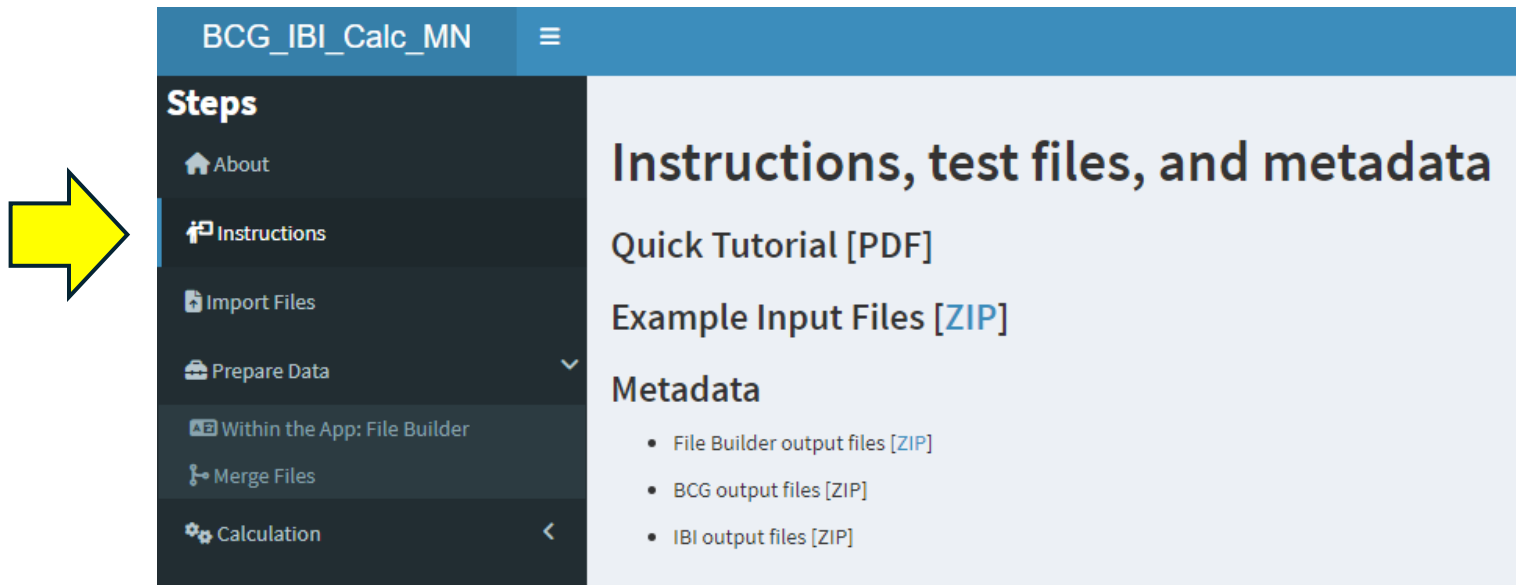 BCG_IBI_Calc_MN
Steps
About
Instructions
Import Files
Prepare Data
Within the App: File Builder
Merge Files
Calculation
Instructions, test files, and metadata
Quick Tutorial [PDF]
Example Input Files [ZIP]
Metadata
• File Builder output files [ZIP]
• BCG output files [ZIP]
• IBI output files [ZIP]